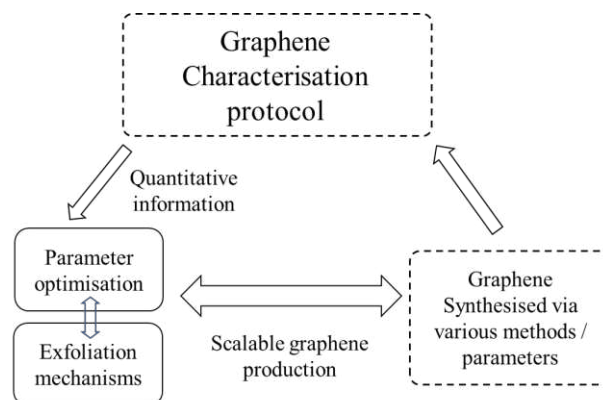 Graphene
Characterisation
protocol
Quantitative
information
Parameter
optimisation
Exfoliation
mechanisms
Scalable graphene
production
Graphene
Synthesised via
various methods /
parameters